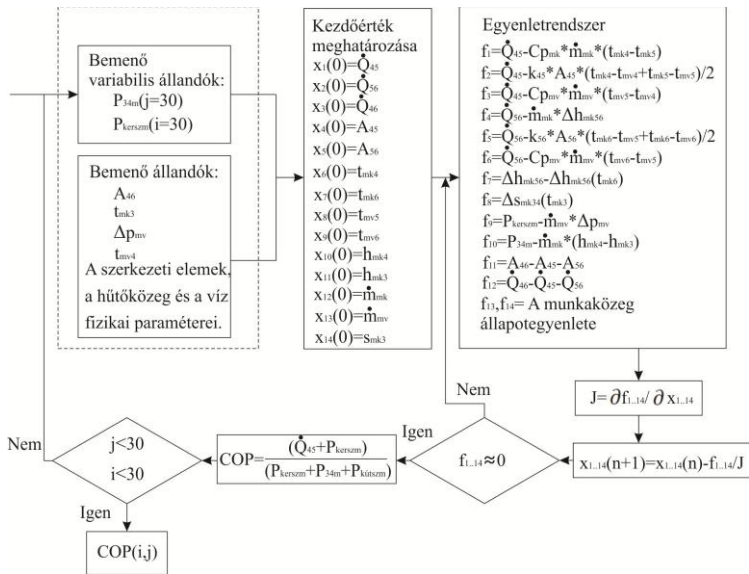 Bemenő
variabilis állandók:
P34m(j=30)
Pkerszm(i=30)
Bemenő állandók:
A46
tmk3
Δpmv
tmv4
A szerkezeti elemek,
a hűtőközeg és a víz
fizikai paraméterei.
Kezdőérték
meghatározása
x1(0)=Q̇45
x2(0)=Q̇56
x3(0)=Q̇46
x4(0)=A45
x5(0)=A56
x6(0)=tmk4
x7(0)=tmk6
x8(0)=tmv5
x9(0)=tmv6
x10(0)=hmk4
x11(0)=hmk3
x12(0)=ṁmk
x13(0)=ṁmv
x14(0)=smk3
Egyenletrendszer
f1=Q̇45-Cpmk*ṁmk*(tmk4-tmk5)
f2=Q̇45-k45*A45*(tmk4-tmv4+tmk5-tmv5)/2
f3=Q̇45-Cpmv*ṁmv*(tmv5-tmv4)
f4=Q̇56-ṁmk*Δhmk56
f5=Q̇56-k56*A56*(tmk6-tmv5+tmk6-tmv6)/2
f6=Q̇56-Cpmv*ṁmv*(tmv6-tmv5)
f7=Δhmk56-Δhmk56(tmk6)
f8=Δsmk34(tmk3)
f9=Pkerszm-ṁmv*Δpmv
f10=P34m-ṁmk*(hmk4-hmk3)
f11=A46-A45-A56
f12=Q̇46-Q̇45-Q̇56
f13,f14= A munkaközeg
állapotegyenlete
J=∂f1..14/∂x1..14
x1..14(n+1)=x1..14(n)-f1..14/J
f1..14≈0
Nem
Igen
COP=(Q̇45+Pkerszm)
(Pkerszm+P34m+Pkútszm)
j<30
i<30
Nem
Igen
COP(i,j)